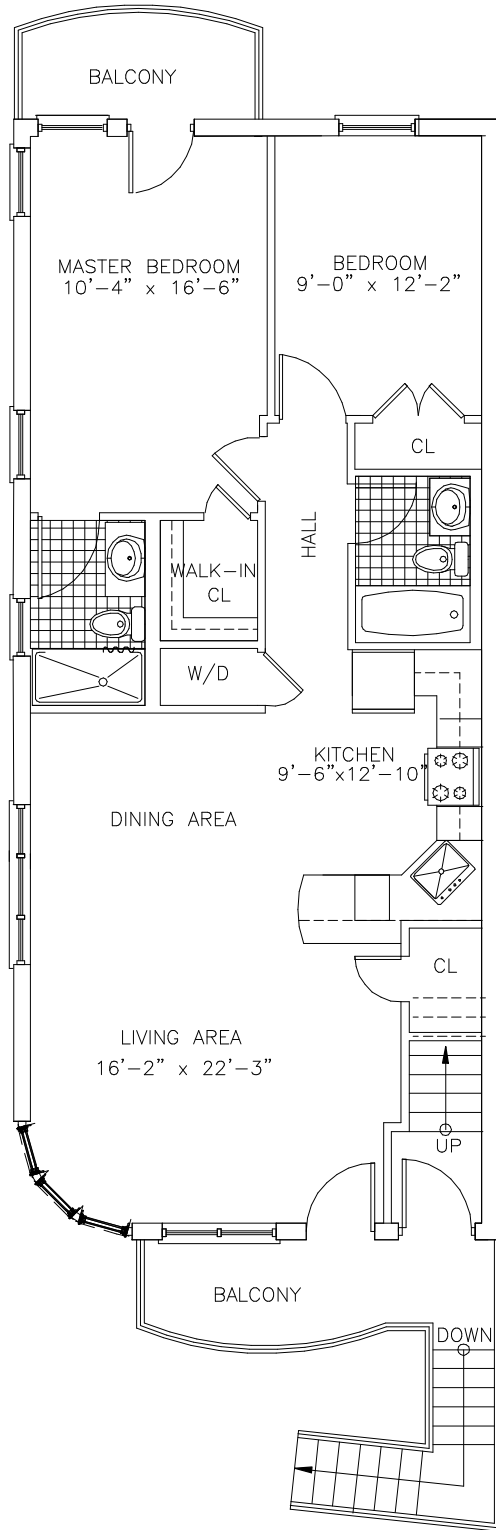 BALCONY
MASTER BEDROOM
10'-4" x 16'-6"
BEDROOM
9'-0" x 12'-2"
CL
HALL
WALK-IN
CL
W/D
KITCHEN
9'-6"x12'-10"
DINING AREA
CL
LIVING AREA
16'-2" x 22'-3"
UP
BALCONY
DOWN